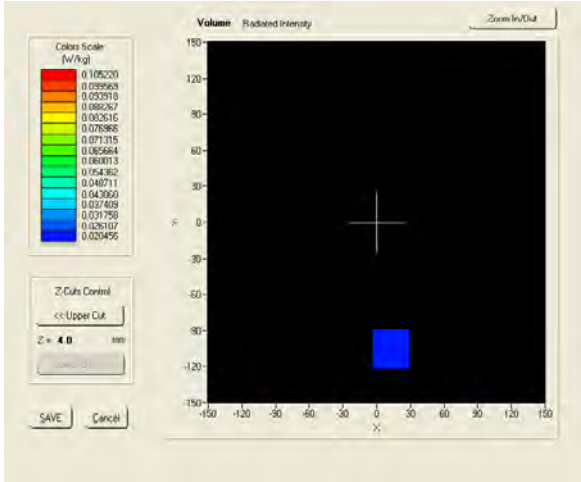 Volume Radiated Intensity
Zoom In/Out
Colors Scale
(W/kg)
0.105220
0.099569
0.093918
0.088267
0.082616
0.076966
0.071315
0.065664
0.060013
0.054362
0.048711
0.043060
0.037409
0.031758
0.026107
0.020456
Z-Cuts Control
<< Upper Cut
Z = 4.0 mm
SAVE
Cancel
150
120
90
60
30
0
-30
-60
-90
-120
-150
-150 -120 -90 -60 -30 0 30 60 90 120 150
X